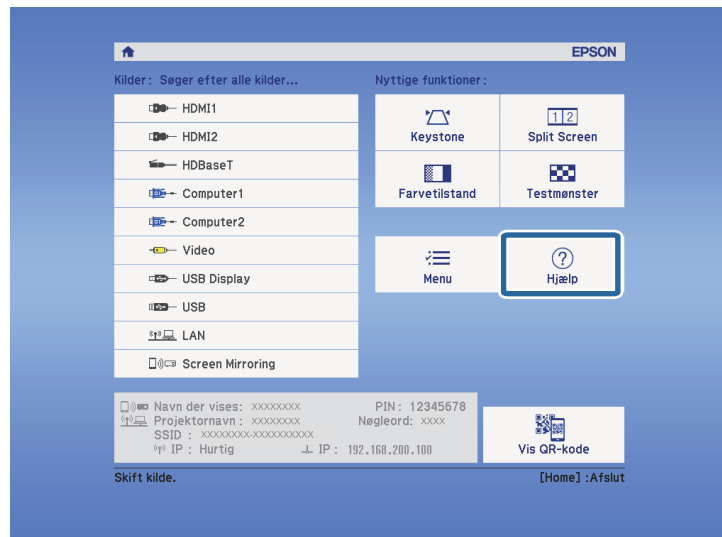 EPSON
Kilder: Søger efter alle kilder...
HDMI1
HDMI2
HDBaseT
Computer1
Computer2
Video
USB Display
USB
LAN
Screen Mirroring
Nyttige funktioner:
Keystone
1 2
Split Screen
Farvetilstand
Testmønster
Menu
?
Hjælp
Navn der vises: XXXXXXXX PIN: 12345678
Projektornavn: XXXXXXXX Nøgleord: XXXX
SSID : XXXXXXXX-XXXXXXXXXX
IP : Hurtig IP : 192.168.200.100
Vis QR-kode
Skift kilde. [Home] :Afslut